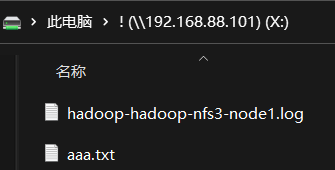 此电脑 > ! (\\192.168.88.101) (X:)
名称
hadoop-hadoop-nfs3-node1.log
aaa.txt